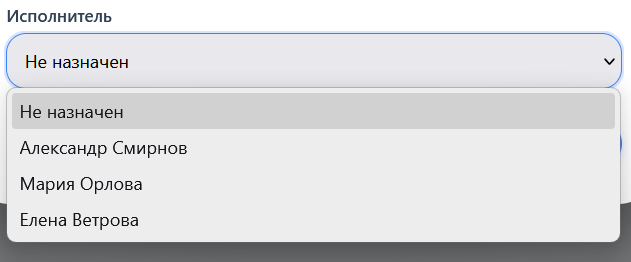 Исполнитель
Не назначен
Не назначен
Александр Смирнов
Мария Орлова
Елена Ветрова